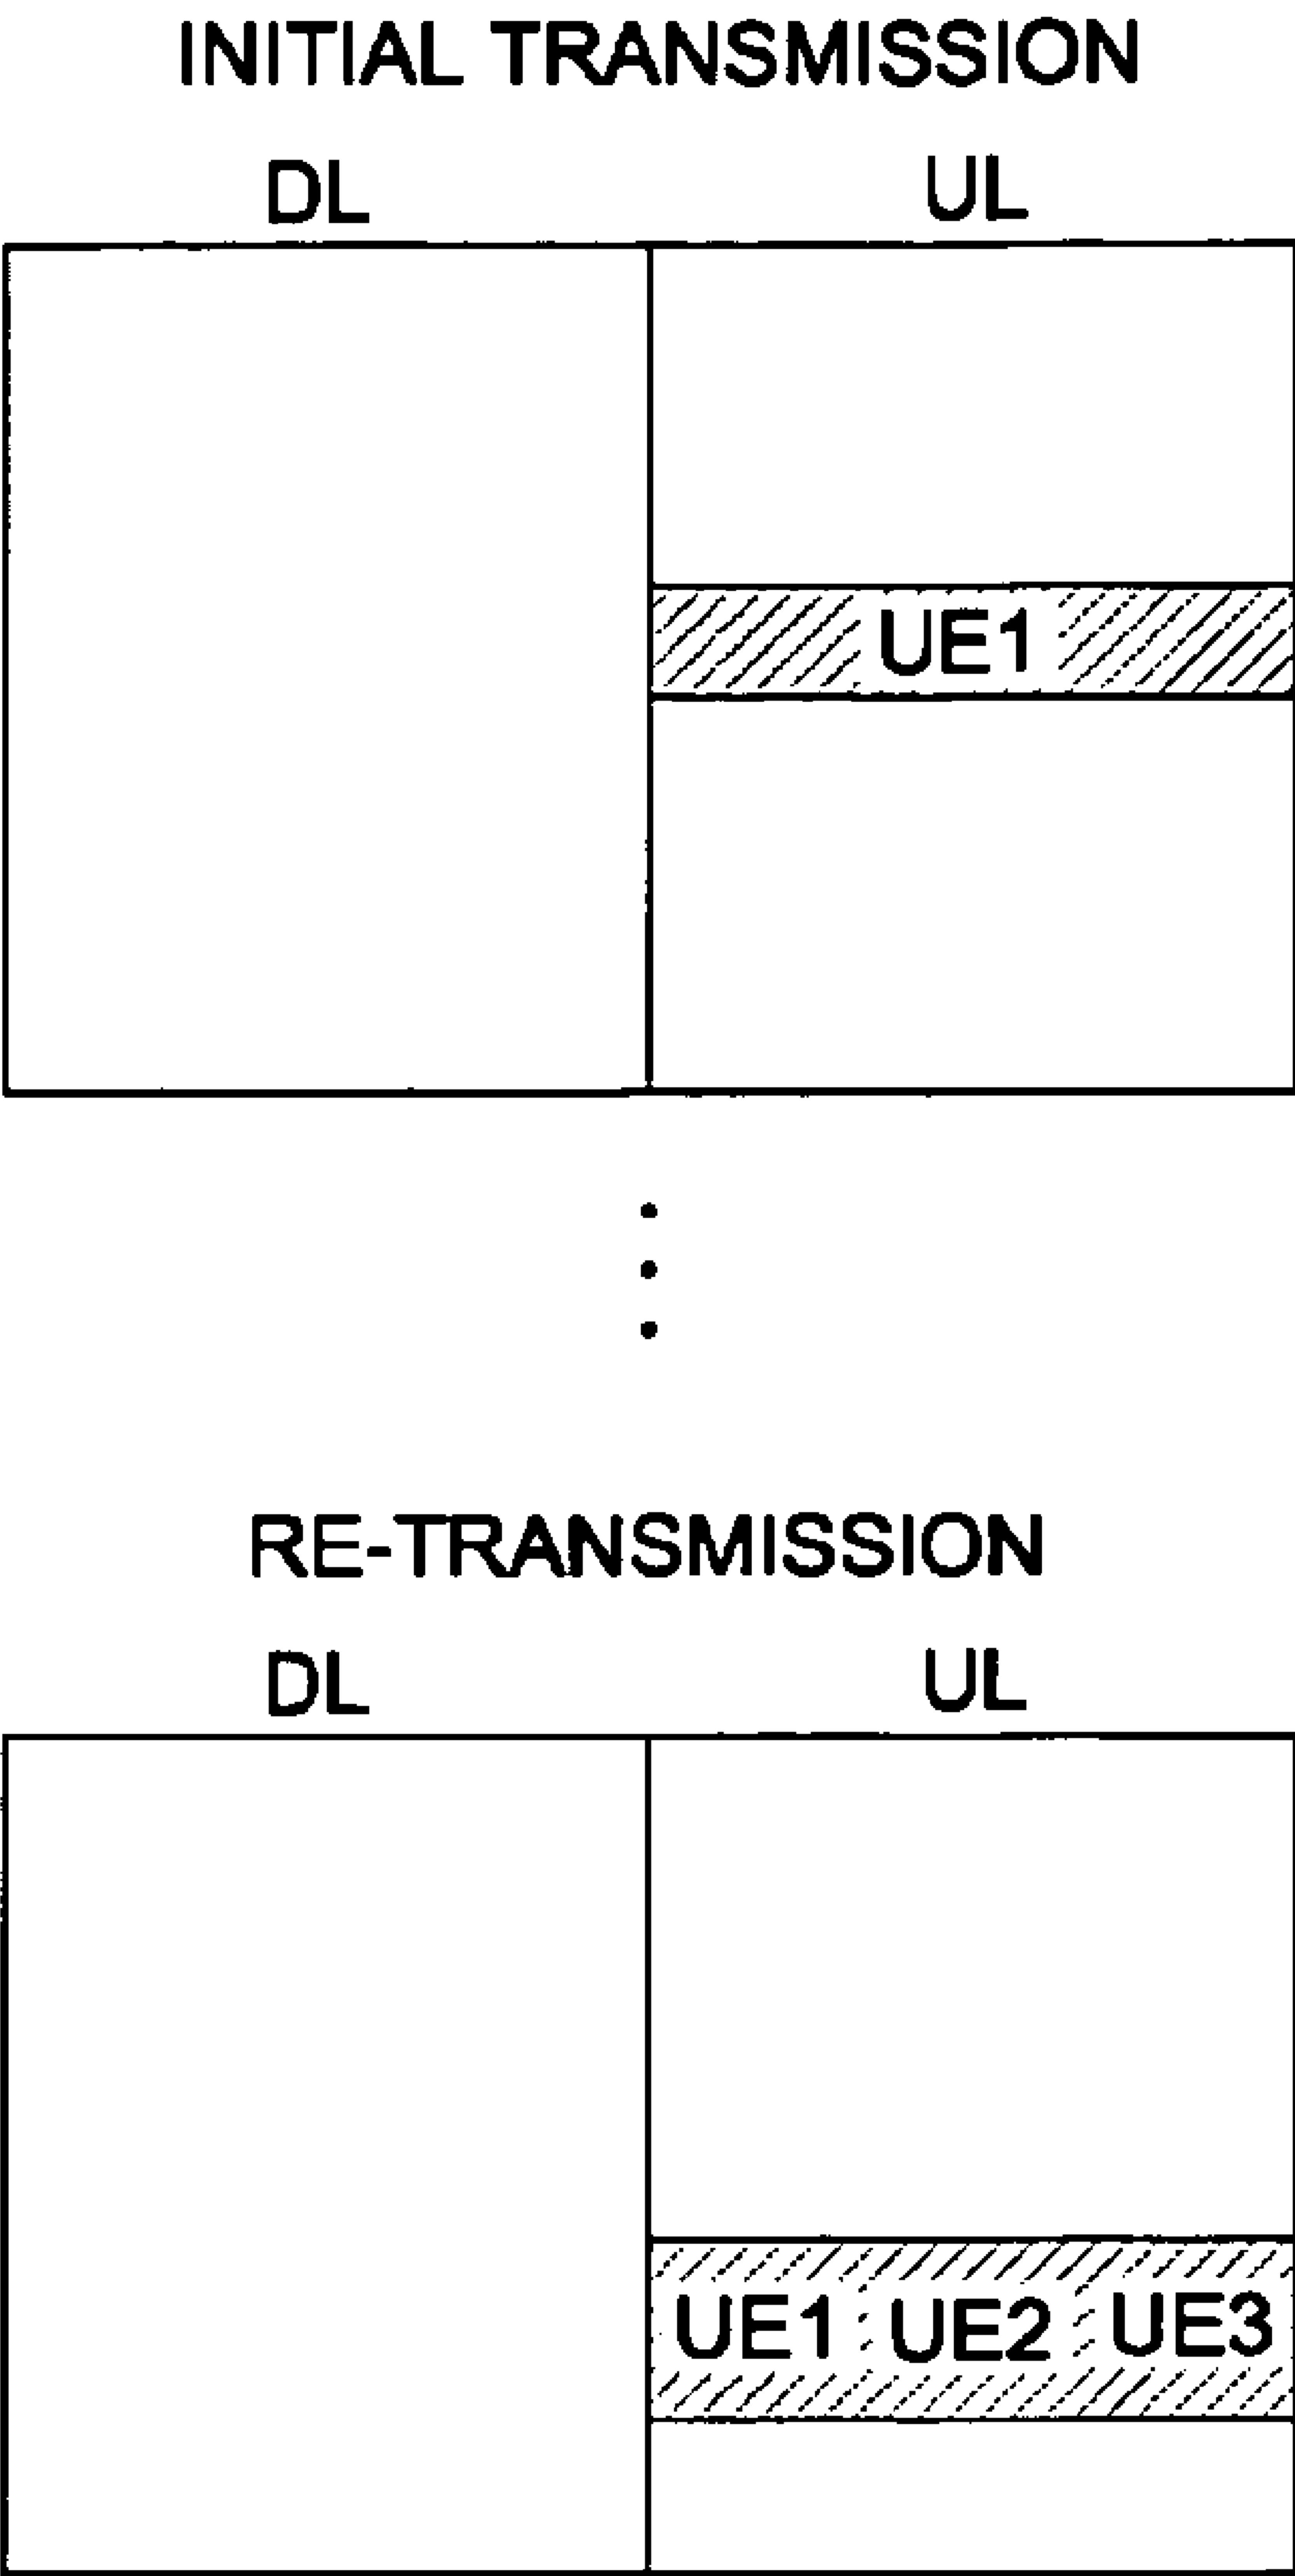 INITIAL TRANSMISSION
DL UL
UE1
RE-TRANSMISSION
DL UL
UE1 UE2 UE3